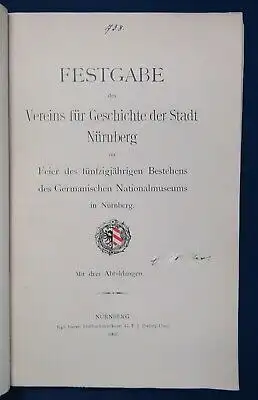 933.
FESTGABE
des
Vereins für Geschichte der Stadt
Nürnberg
zur
Feier des fünfzigjährigen Bestehens
des Germanischen Nationalmuseums
in Nürnberg.
Mit drei Abbildungen.
NÜRNBERG